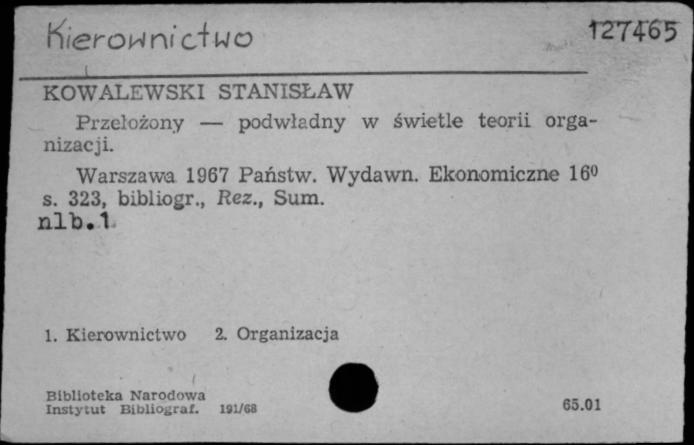 Kierownictwo 127465
KOWALEWSKI STANISŁAW
Przełożony — podwładny w świetle teorii orga-
nizacji.
Warszawa 1967 Państw. Wydawn. Ekonomiczne 16⁰
s. 323, bibliogr., Rez., Sum.
nlb.1.
1. Kierownictwo 2. Organizacja
Biblioteka Narodowa
Instytut Bibliograf. 191/68 65.01